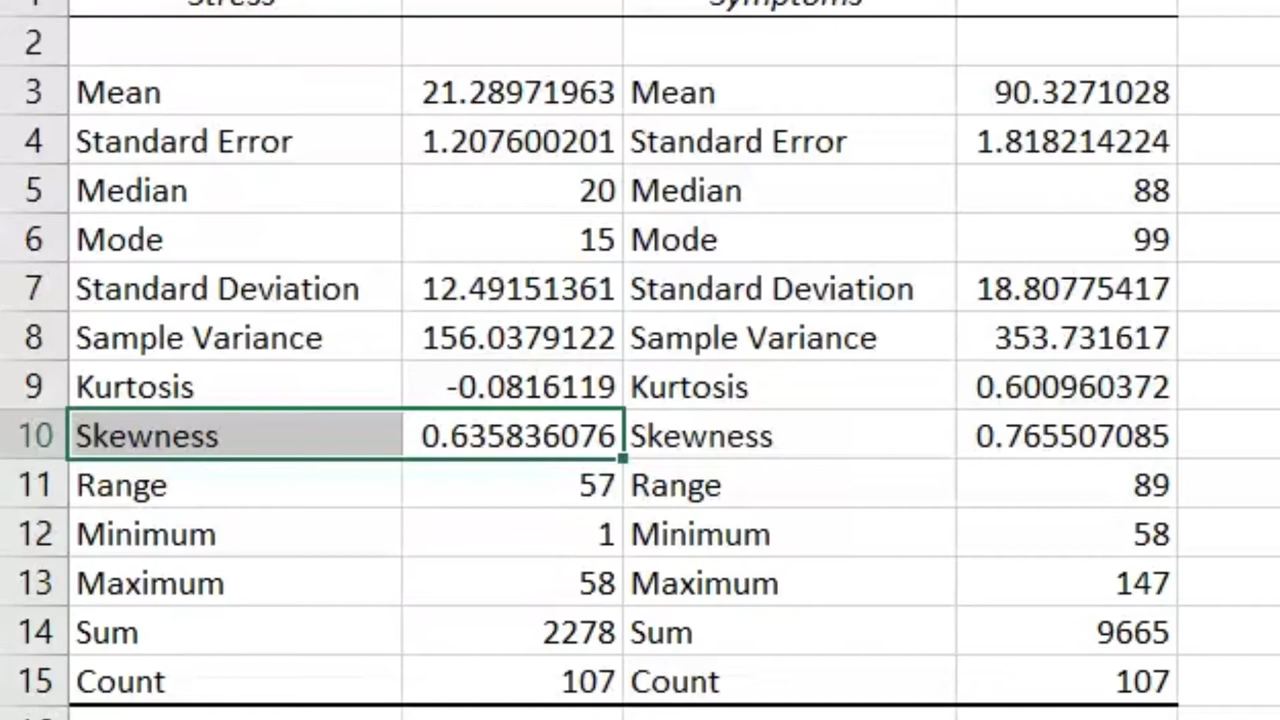 1 Stress Symptoms
2
3 Mean 21.28971963 Mean 90.3271028
4 Standard Error 1.207600201 Standard Error 1.818214224
5 Median 20 Median 88
6 Mode 15 Mode 99
7 Standard Deviation 12.49151361 Standard Deviation 18.80775417
8 Sample Variance 156.0379122 Sample Variance 353.731617
9 Kurtosis -0.0816119 Kurtosis 0.600960372
10 Skewness 0.635836076 Skewness 0.765507085
11 Range 57 Range 89
12 Minimum 1 Minimum 58
13 Maximum 58 Maximum 147
14 Sum 2278 Sum 9665
15 Count 107 Count 107